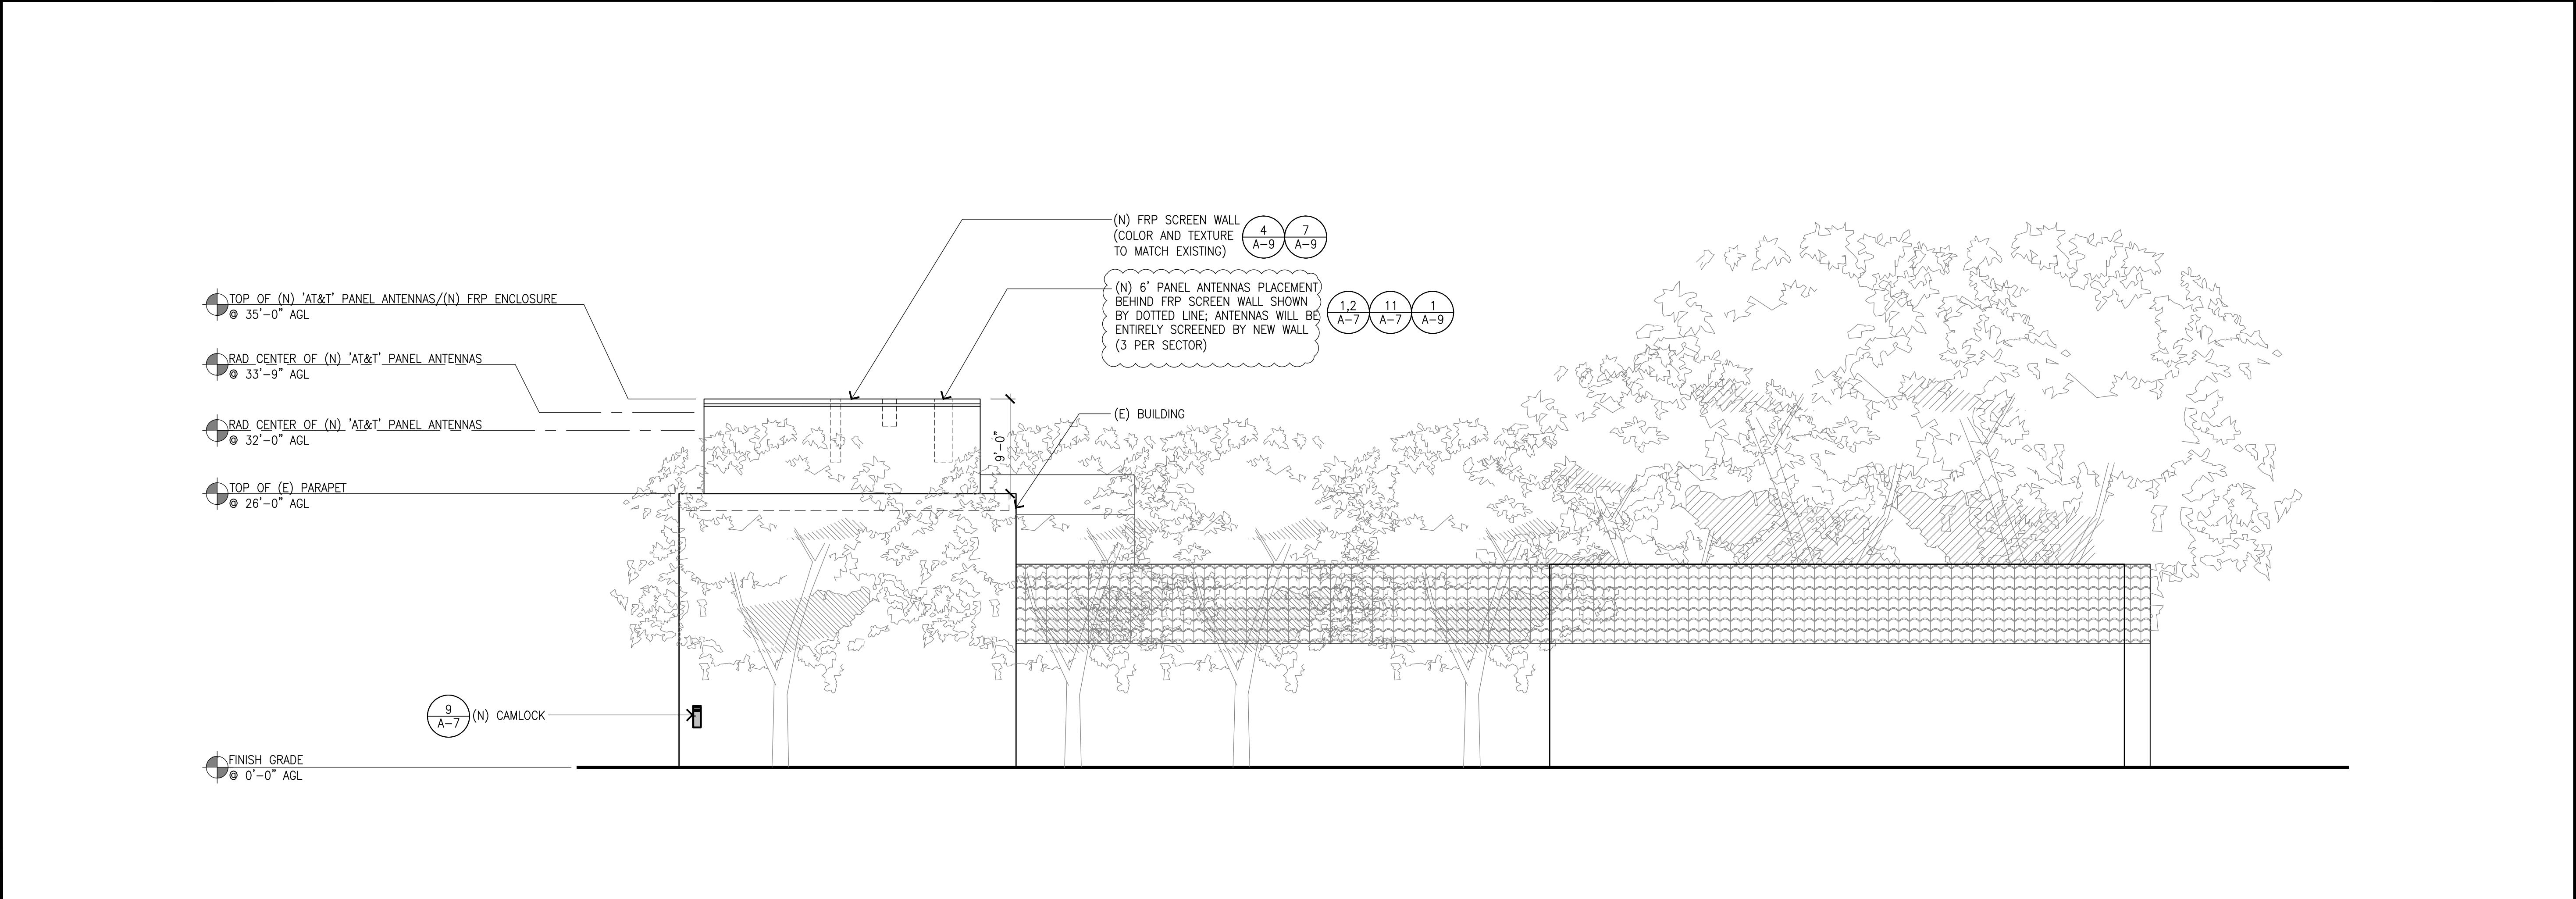 (N) FRP SCREEN WALL
(COLOR AND TEXTURE
TO MATCH EXISTING)
4
A-9
7
A-9
(N) 6' PANEL ANTENNAS PLACEMENT
BEHIND FRP SCREEN WALL SHOWN
BY DOTTED LINE; ANTENNAS WILL BE
ENTIRELY SCREENED BY NEW WALL
(3 PER SECTOR)
1,2
A-7
11
A-7
1
A-9
TOP OF (N) 'AT&T' PANEL ANTENNAS/(N) FRP ENCLOSURE
@ 35'-0" AGL
RAD CENTER OF (N) 'AT&T' PANEL ANTENNAS
@ 33'-9" AGL
RAD CENTER OF (N) 'AT&T' PANEL ANTENNAS
@ 32'-0" AGL
(E) BUILDING
9'-0"
TOP OF (E) PARAPET
@ 26'-0" AGL
9
A-7
(N) CAMLOCK
FINISH GRADE
@ 0'-0" AGL